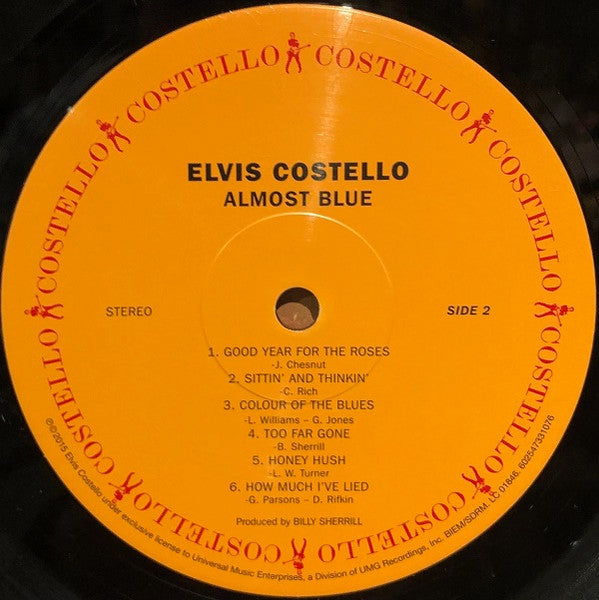 COSTELLO COSTELLO COSTELLO COSTELLO COSTELLO COSTELLO COSTELLO COSTELLO
ELVIS COSTELLO
ALMOST BLUE
STEREO
SIDE 2
1. GOOD YEAR FOR THE ROSES
-J. Chesnut
2. SITTIN' AND THINKIN'
-C. Rich
3. COLOUR OF THE BLUES
-L. Williams – G. Jones
4. TOO FAR GONE
-B. Sherrill
5. HONEY HUSH
-L. W. Turner
6. HOW MUCH I'VE LIED
-G. Parsons – D. Rifkin
Produced by BILLY SHERRILL
℗©2015 Elvis Costello under exclusive license to Universal Music Enterprises, a Division of UMG Recordings, Inc. BIEM/SDRM. LC 01846. 602547331076